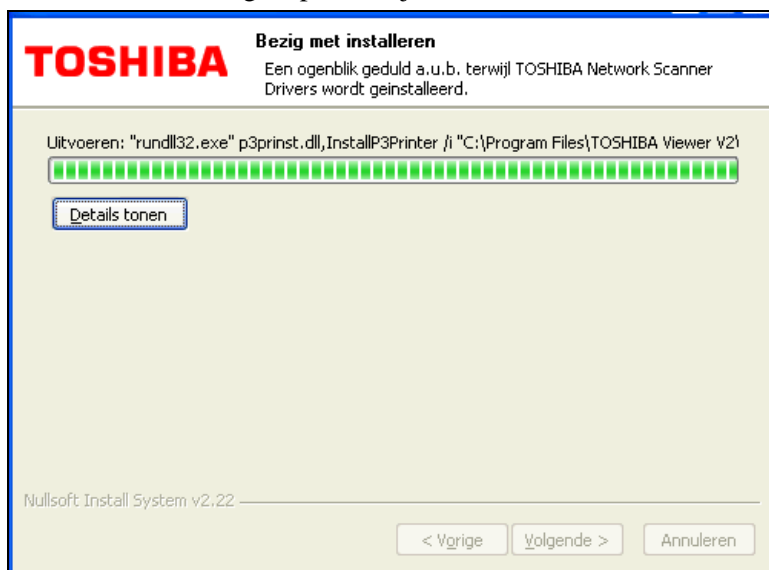 TOSHIBA
Bezig met installeren
Een ogenblik geduld a.u.b. terwijl TOSHIBA Network Scanner
Drivers wordt geinstalleerd.
Uitvoeren: "rundll32.exe" p3prinst.dll,InstallP3Printer /i "C:\Program Files\TOSHIBA Viewer V2\
Details tonen
Nullsoft Install System v2.22
< Vorige
Volgende >
Annuleren